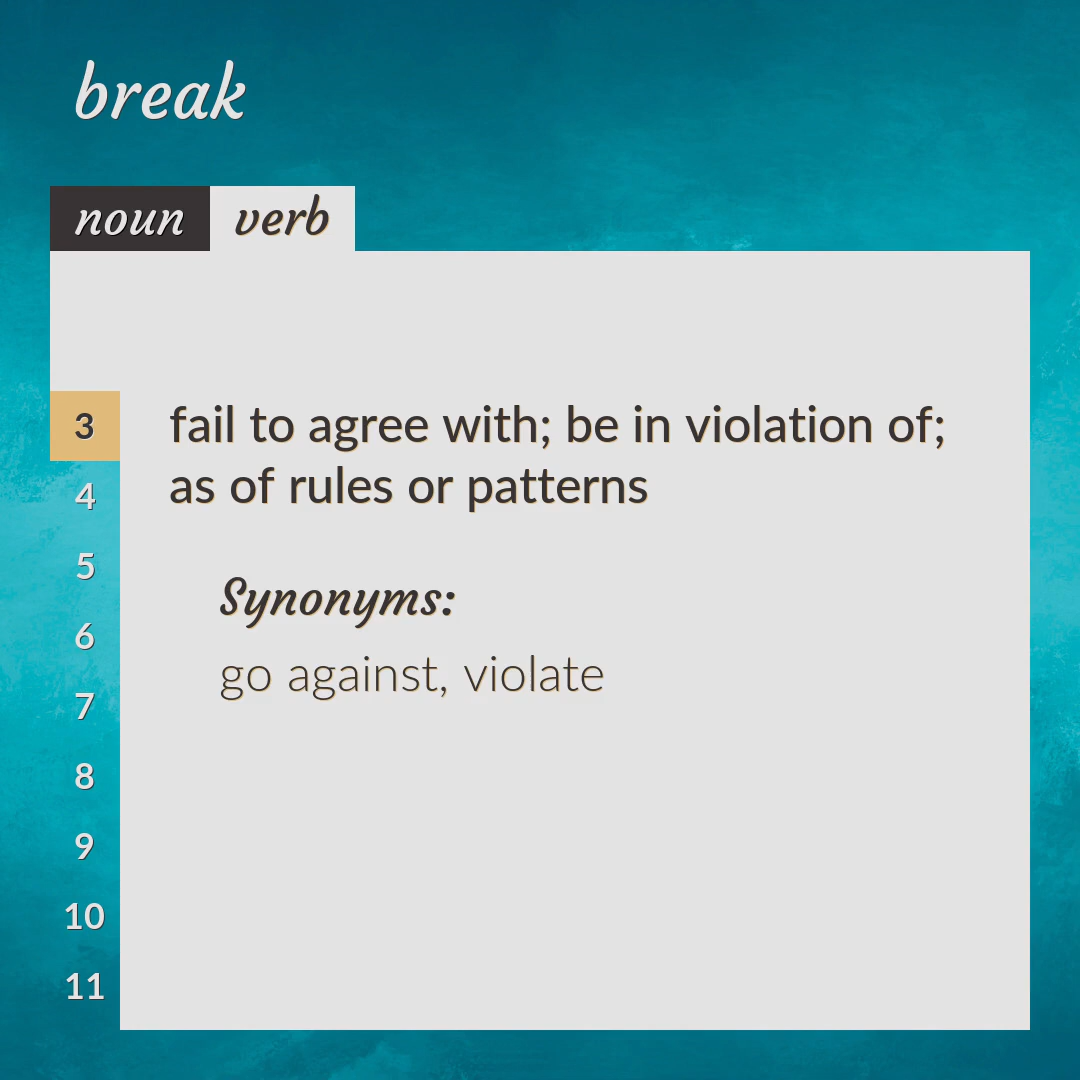 break
noun verb
3 fail to agree with; be in violation of;
as of rules or patterns
4
5
Synonyms:
6
go against, violate
7
8
9
10
11